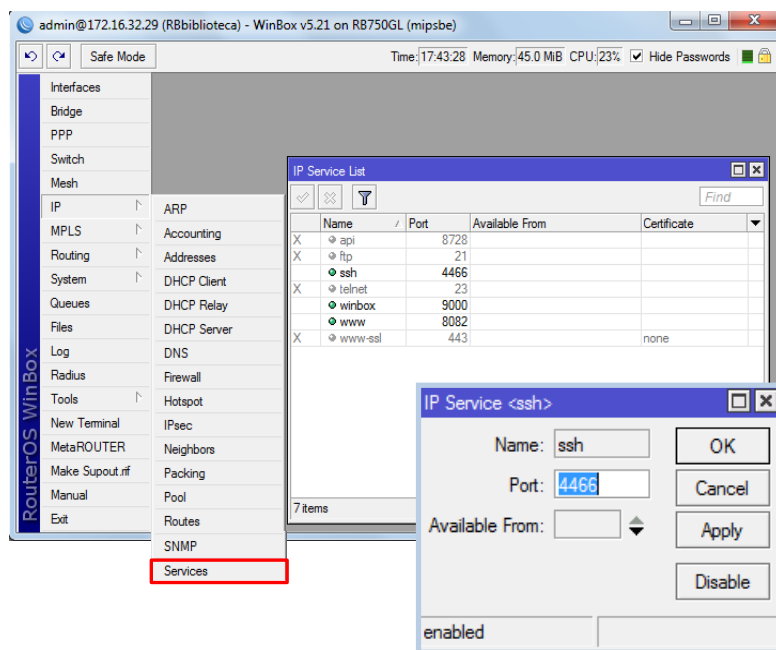 admin@172.16.32.29 (RBbiblioteca) - WinBox v5.21 on RB750GL (mipsbe)
Safe Mode
Time: 17:43:28 Memory: 45.0 MiB CPU: 23% Hide Passwords
RouterOS WinBox
Interfaces
Bridge
PPP
Switch
Mesh
IP
MPLS
Routing
System
Queues
Files
Log
Radius
Tools
New Terminal
MetaROUTER
Make Supout.rif
Manual
Exit
ARP
Accounting
Addresses
DHCP Client
DHCP Relay
DHCP Server
DNS
Firewall
Hotspot
IPsec
Neighbors
Packing
Pool
Routes
SNMP
Services
IP Service List
Find
Name / Port Available From Certificate
X api 8728
X ftp 21
ssh 4466
X telnet 23
winbox 9000
www 8082
X www-ssl 443 none
7 items
IP Service <ssh>
Name: ssh
Port: 4466
Available From:
OK
Cancel
Apply
Disable
enabled